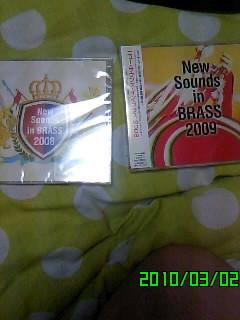 New
Sounds
in BRASS
2008
New
Sounds
in
BRASS
2009
2010/03/02